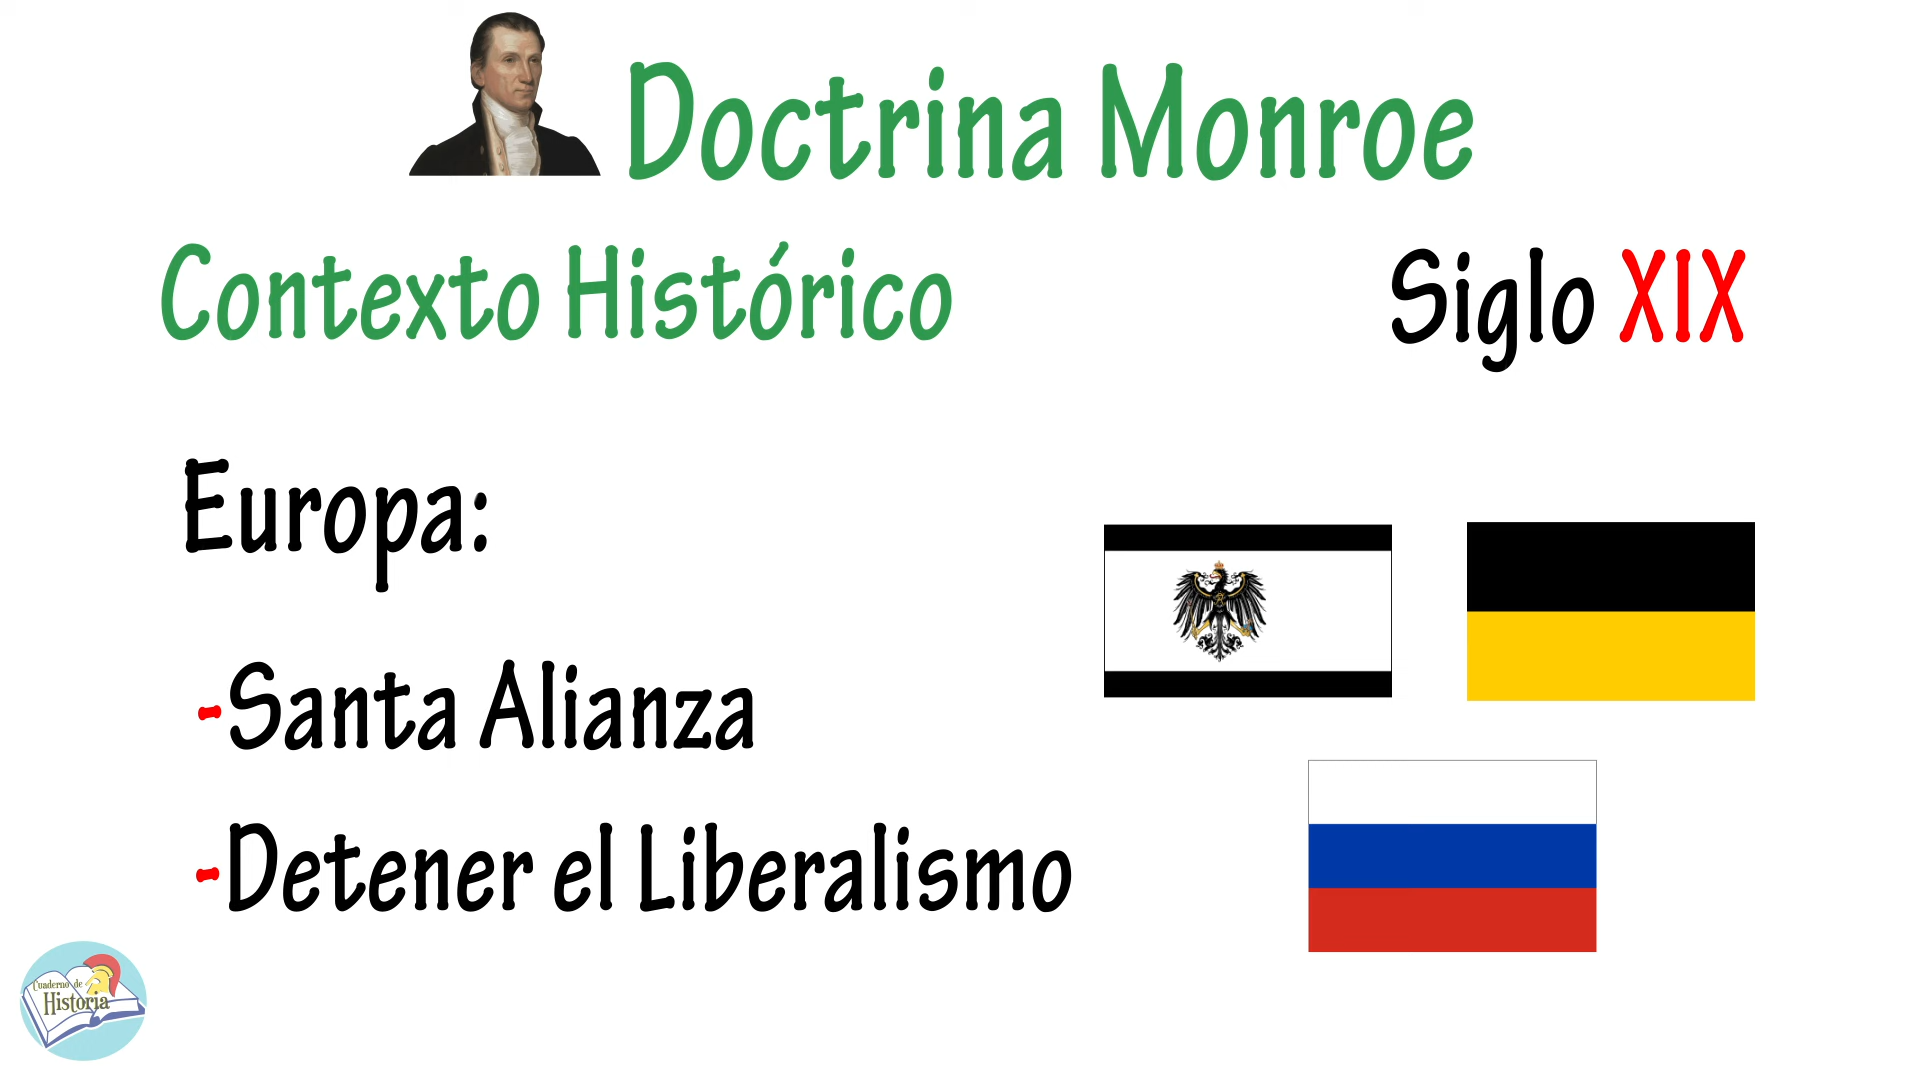 Doctrina Monroe
Contexto Histórico
Siglo XIX
Europa:
-Santa Alianza
-Detener el Liberalismo
Cuaderno de
Historia